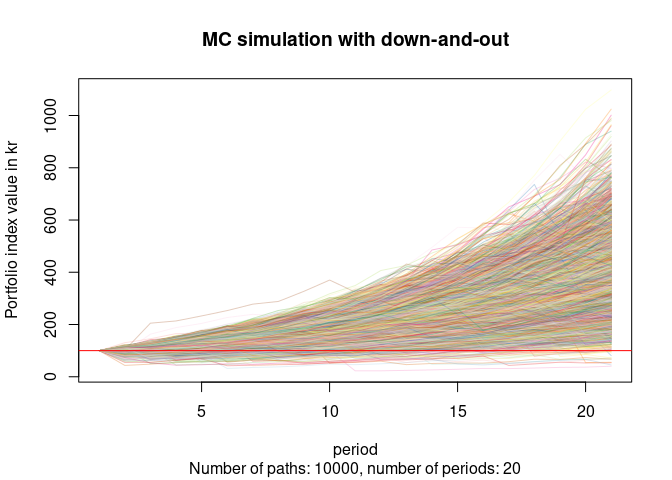 MC simulation with down-and-out
Portfolio index value in kr
1000
800
600
400
200
0
5 10 15 20
period
Number of paths: 10000, number of periods: 20